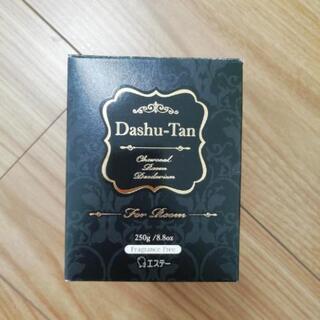 Dashu-Tan
Charcoal
Room
Deodorizer
For Room
250g /8.8oz
Fragrance Free
エステー